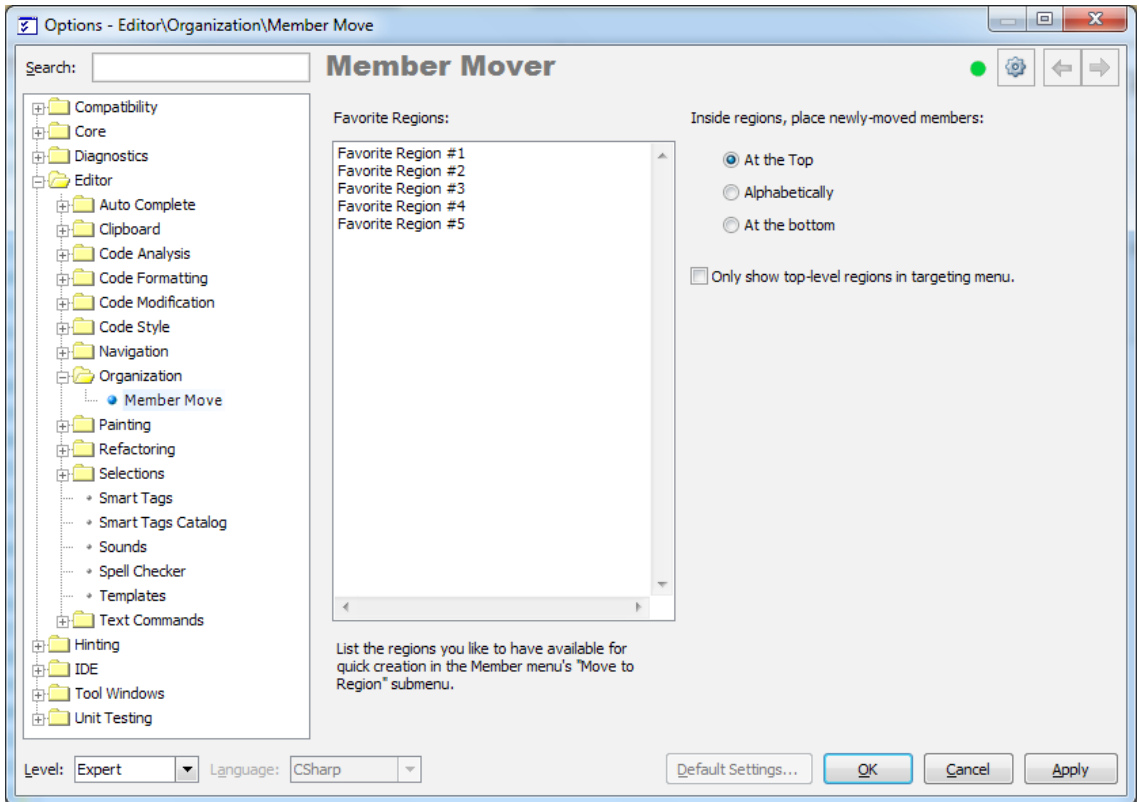 Options - Editor\Organization\Member Move
Search:
Member Mover
Compatibility
Core
Diagnostics
Editor
Auto Complete
Clipboard
Code Analysis
Code Formatting
Code Modification
Code Style
Navigation
Organization
Member Move
Painting
Refactoring
Selections
Smart Tags
Smart Tags Catalog
Sounds
Spell Checker
Templates
Text Commands
Hinting
IDE
Tool Windows
Unit Testing
Favorite Regions:
Favorite Region #1
Favorite Region #2
Favorite Region #3
Favorite Region #4
Favorite Region #5
List the regions you like to have available for
quick creation in the Member menu's "Move to
Region" submenu.
Inside regions, place newly-moved members:
At the Top
Alphabetically
At the bottom
Only show top-level regions in targeting menu.
Level: Expert Language: CSharp Default Settings... OK Cancel Apply